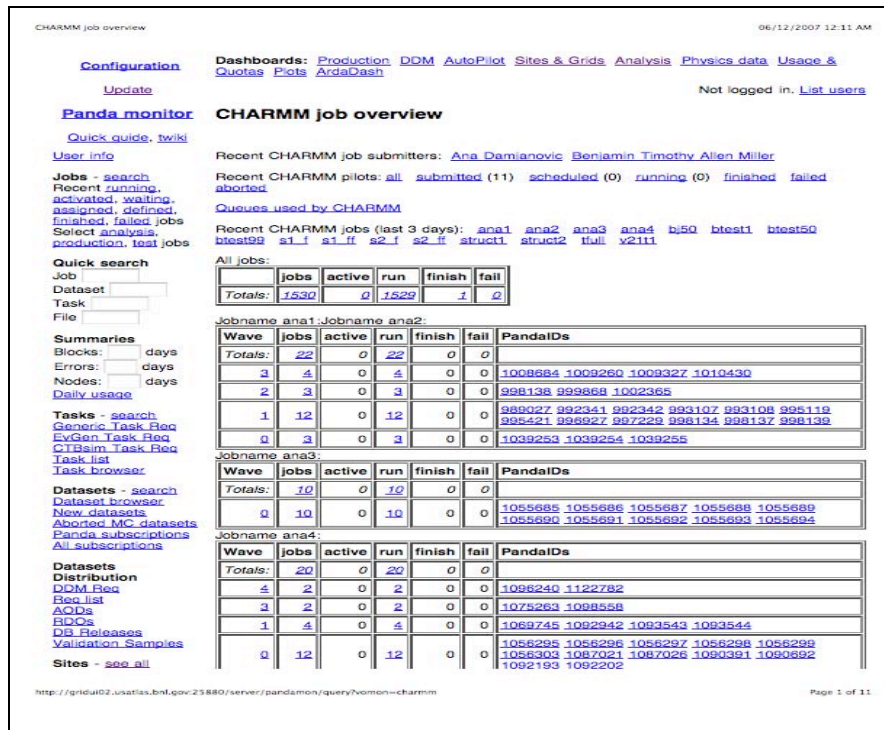 CHARMM job overview
06/12/2007 12:11 AM
Configuration
Update
Panda monitor
Quick guide, twiki
User info
Jobs - search
Recent running,
activated, waiting,
assigned, defined,
finished, failed jobs
Select analysis,
production, test jobs
Quick search
Job
Dataset
Task
File
Summaries
Blocks: days
Errors: days
Nodes: days
Daily usage
Tasks - search
Generic Task Req
EvGen Task Req
CTBsim Task Req
Task list
Task browser
Datasets - search
Dataset browser
New datasets
Aborted MC datasets
Panda subscriptions
All subscriptions
Datasets
Distribution
DDM Req
Req list
AODs
RDOs
DB Releases
Validation Samples
Sites - see all
Dashboards: Production DDM AutoPilot Sites & Grids Analysis Physics data Usage &
Quotas Plots ArdaDash
Not logged in. List users
CHARMM job overview
Recent CHARMM job submitters: Ana Damjanovic Benjamin Timothy Allen Miller
Recent CHARMM pilots: all submitted (11) scheduled (0) running (0) finished failed
aborted
Queues used by CHARMM
Recent CHARMM jobs (last 3 days): ana1 ana2 ana3 ana4 bj50 btest1 btest50
btest99 s1_f s1_ff s2_f s2_ff struct1 struct2 tfull v2111
All jobs:
jobs active run finish fail
Totals: 1530 0 1529 1 0
Jobname ana1:Jobname ana2:
Wave jobs active run finish fail PandaIDs
Totals: 22 0 22 0 0
3 4 0 4 0 0 1008684 1009260 1009327 1010430
2 3 0 3 0 0 998138 999868 1002365
1 12 0 12 0 0 989027 992341 992342 993107 993108 995119
995421 996927 997229 998134 998137 998139
0 3 0 3 0 0 1039253 1039254 1039255
Jobname ana3:
Wave jobs active run finish fail PandaIDs
Totals: 10 0 10 0 0
0 10 0 10 0 0 1055685 1055686 1055687 1055688 1055689
1055690 1055691 1055692 1055693 1055694
Jobname ana4:
Wave jobs active run finish fail PandaIDs
Totals: 20 0 20 0 0
4 2 0 2 0 0 1096240 1122782
3 2 0 2 0 0 1075263 1098558
1 4 0 4 0 0 1069745 1092942 1093543 1093544
0 12 0 12 0 0 1056295 1056296 1056297 1056298 1056299
1056303 1087021 1087026 1090391 1090692
1092193 1092202
http://gridui02.usatlas.bnl.gov:25880/server/pandamon/query?vomon=charmm
Page 1 of 11